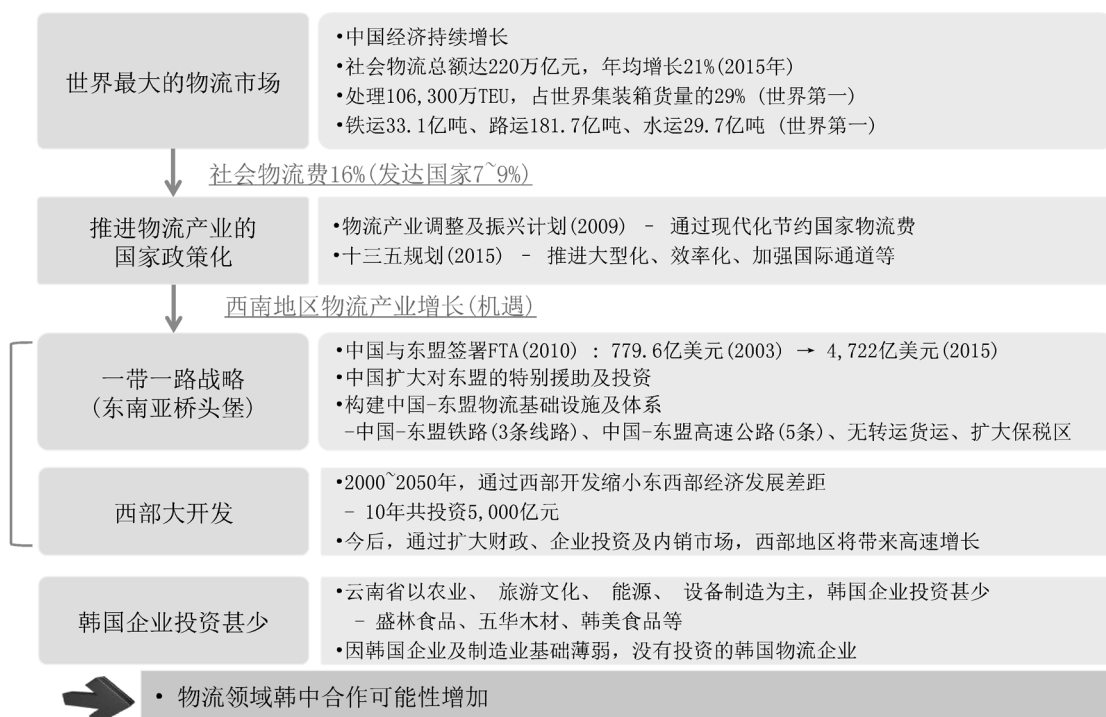 世界最大的物流市场
•中国经济持续增长
•社会物流总额达220万亿元，年均增长21%(2015年)
•处理106,300万TEU，占世界集装箱货量的29% (世界第一)
•铁运33.1亿吨、路运181.7亿吨、水运29.7亿吨 (世界第一)
社会物流费16%(发达国家7~9%)
推进物流产业的
国家政策化
•物流产业调整及振兴计划(2009) – 通过现代化节约国家物流费
•十三五规划(2015) – 推进大型化、效率化、加强国际通道等
西南地区物流产业增长(机遇)
一带一路战略
(东南亚桥头堡)
•中国与东盟签署FTA(2010) : 779.6亿美元(2003) → 4,722亿美元(2015)
•中国扩大对东盟的特别援助及投资
•构建中国-东盟物流基础设施及体系
-中国-东盟铁路(3条线路)、中国-东盟高速公路(5条)、无转运货运、扩大保税区
西部大开发
•2000~2050年，通过西部开发缩小东西部经济发展差距
– 10年共投资5,000亿元
•今后，通过扩大财政、企业投资及内销市场，西部地区将带来高速增长
韩国企业投资甚少
•云南省以农业、 旅游文化、 能源、 设备制造为主，韩国企业投资甚少
– 盛林食品、五华木材、韩美食品等
•因韩国企业及制造业基础薄弱，没有投资的韩国物流企业
• 物流领域韩中合作可能性增加